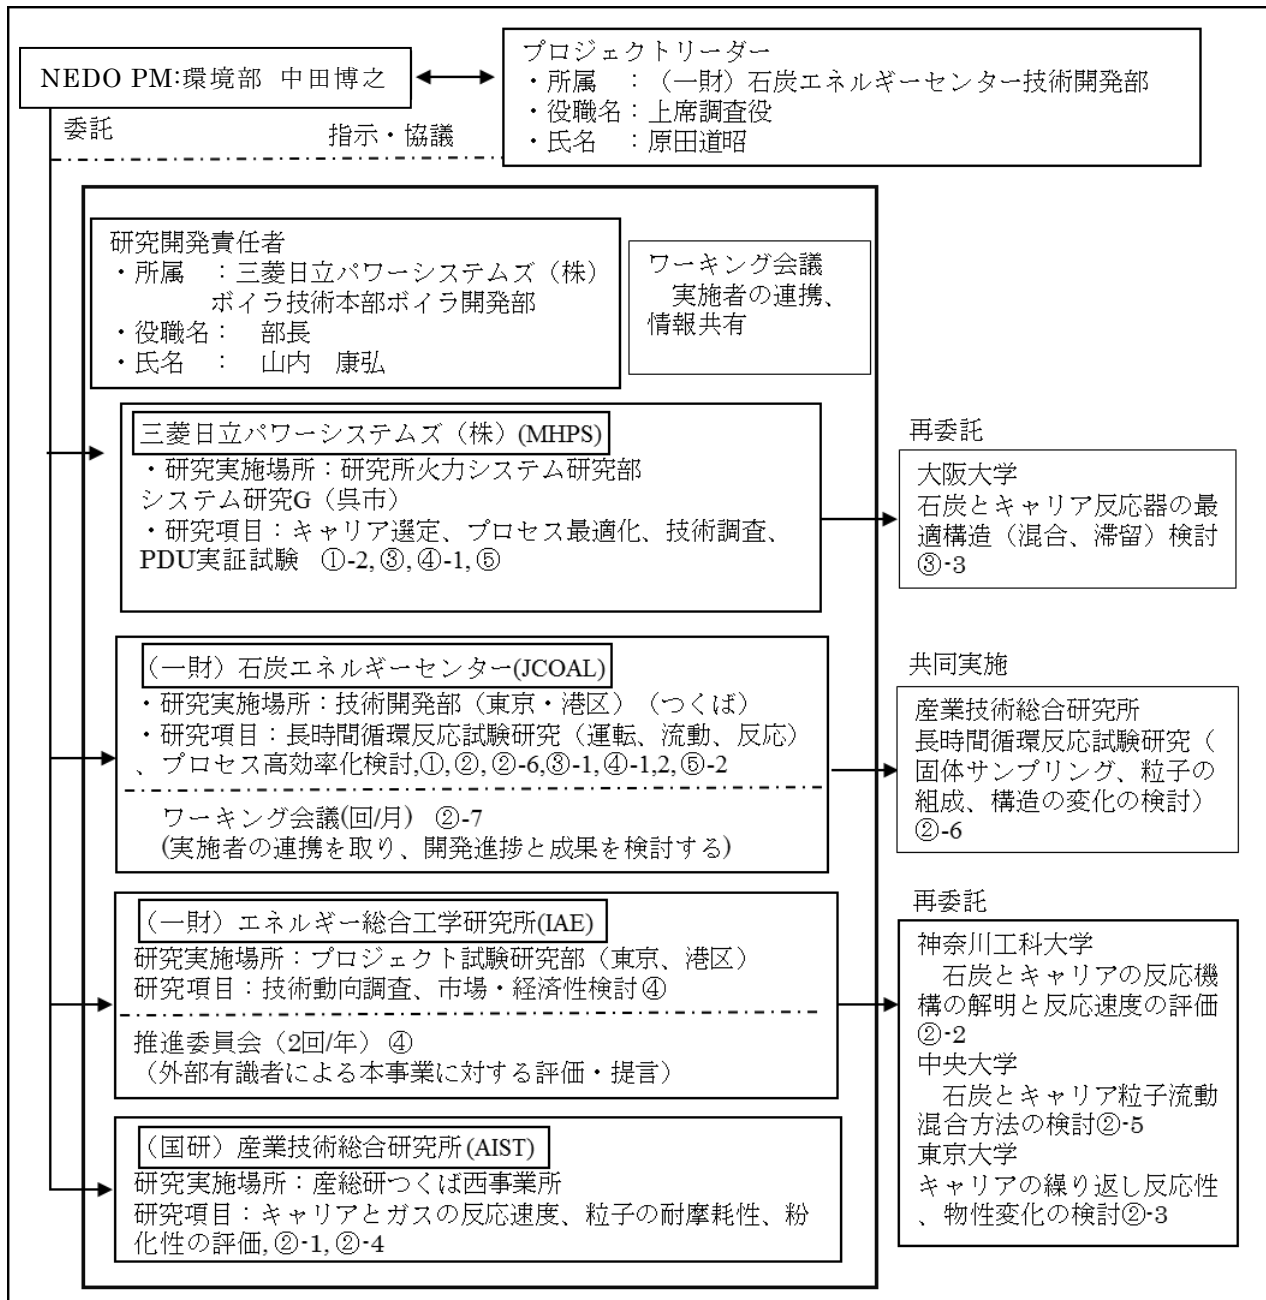 NEDO PM:環境部 中田博之
プロジェクトリーダー
・所属 :(一財)石炭エネルギーセンター技術開発部
・役職名:上席調査役
・氏名 :原田道昭
委託
指示・協議
研究開発責任者
・所属 :三菱日立パワーシステムズ(株)
ボイラ技術本部ボイラ開発部
・役職名: 部長
・氏名 : 山内 康弘
ワーキング会議
実施者の連携、
情報共有
三菱日立パワーシステムズ(株)(MHPS)
・研究実施場所:研究所火力システム研究部
システム研究G(呉市)
・研究項目:キャリア選定、プロセス最適化、技術調査、
PDU実証試験 ①-2, ③, ④-1, ⑤
再委託
大阪大学
石炭とキャリア反応器の最
適構造(混合、滞留)検討
③-3
(一財)石炭エネルギーセンター(JCOAL)
・研究実施場所:技術開発部(東京・港区)(つくば)
・研究項目:長時間循環反応試験研究(運転、流動、反応)
、プロセス高効率化検討,①, ②, ②-6,③-1, ④-1,2, ⑤-2
ワーキング会議(回/月) ②-7
(実施者の連携を取り、開発進捗と成果を検討する)
共同実施
産業技術総合研究所
長時間循環反応試験研究(
固体サンプリング、粒子の
組成、構造の変化の検討)
②-6
(一財)エネルギー総合工学研究所(IAE)
研究実施場所:プロジェクト試験研究部(東京、港区)
研究項目:技術動向調査、市場・経済性検討④
推進委員会(2回/年)④
(外部有識者による本事業に対する評価・提言)
再委託
神奈川工科大学
石炭とキャリアの反応機
構の解明と反応速度の評価
②-2
中央大学
石炭とキャリア粒子流動
混合方法の検討②-5
東京大学
キャリアの繰り返し反応性
、物性変化の検討②-3
(国研)産業技術総合研究所(AIST)
研究実施場所:産総研つくば西事業所
研究項目:キャリアとガスの反応速度、粒子の耐摩耗性、粉
化性の評価, ②-1, ②-4